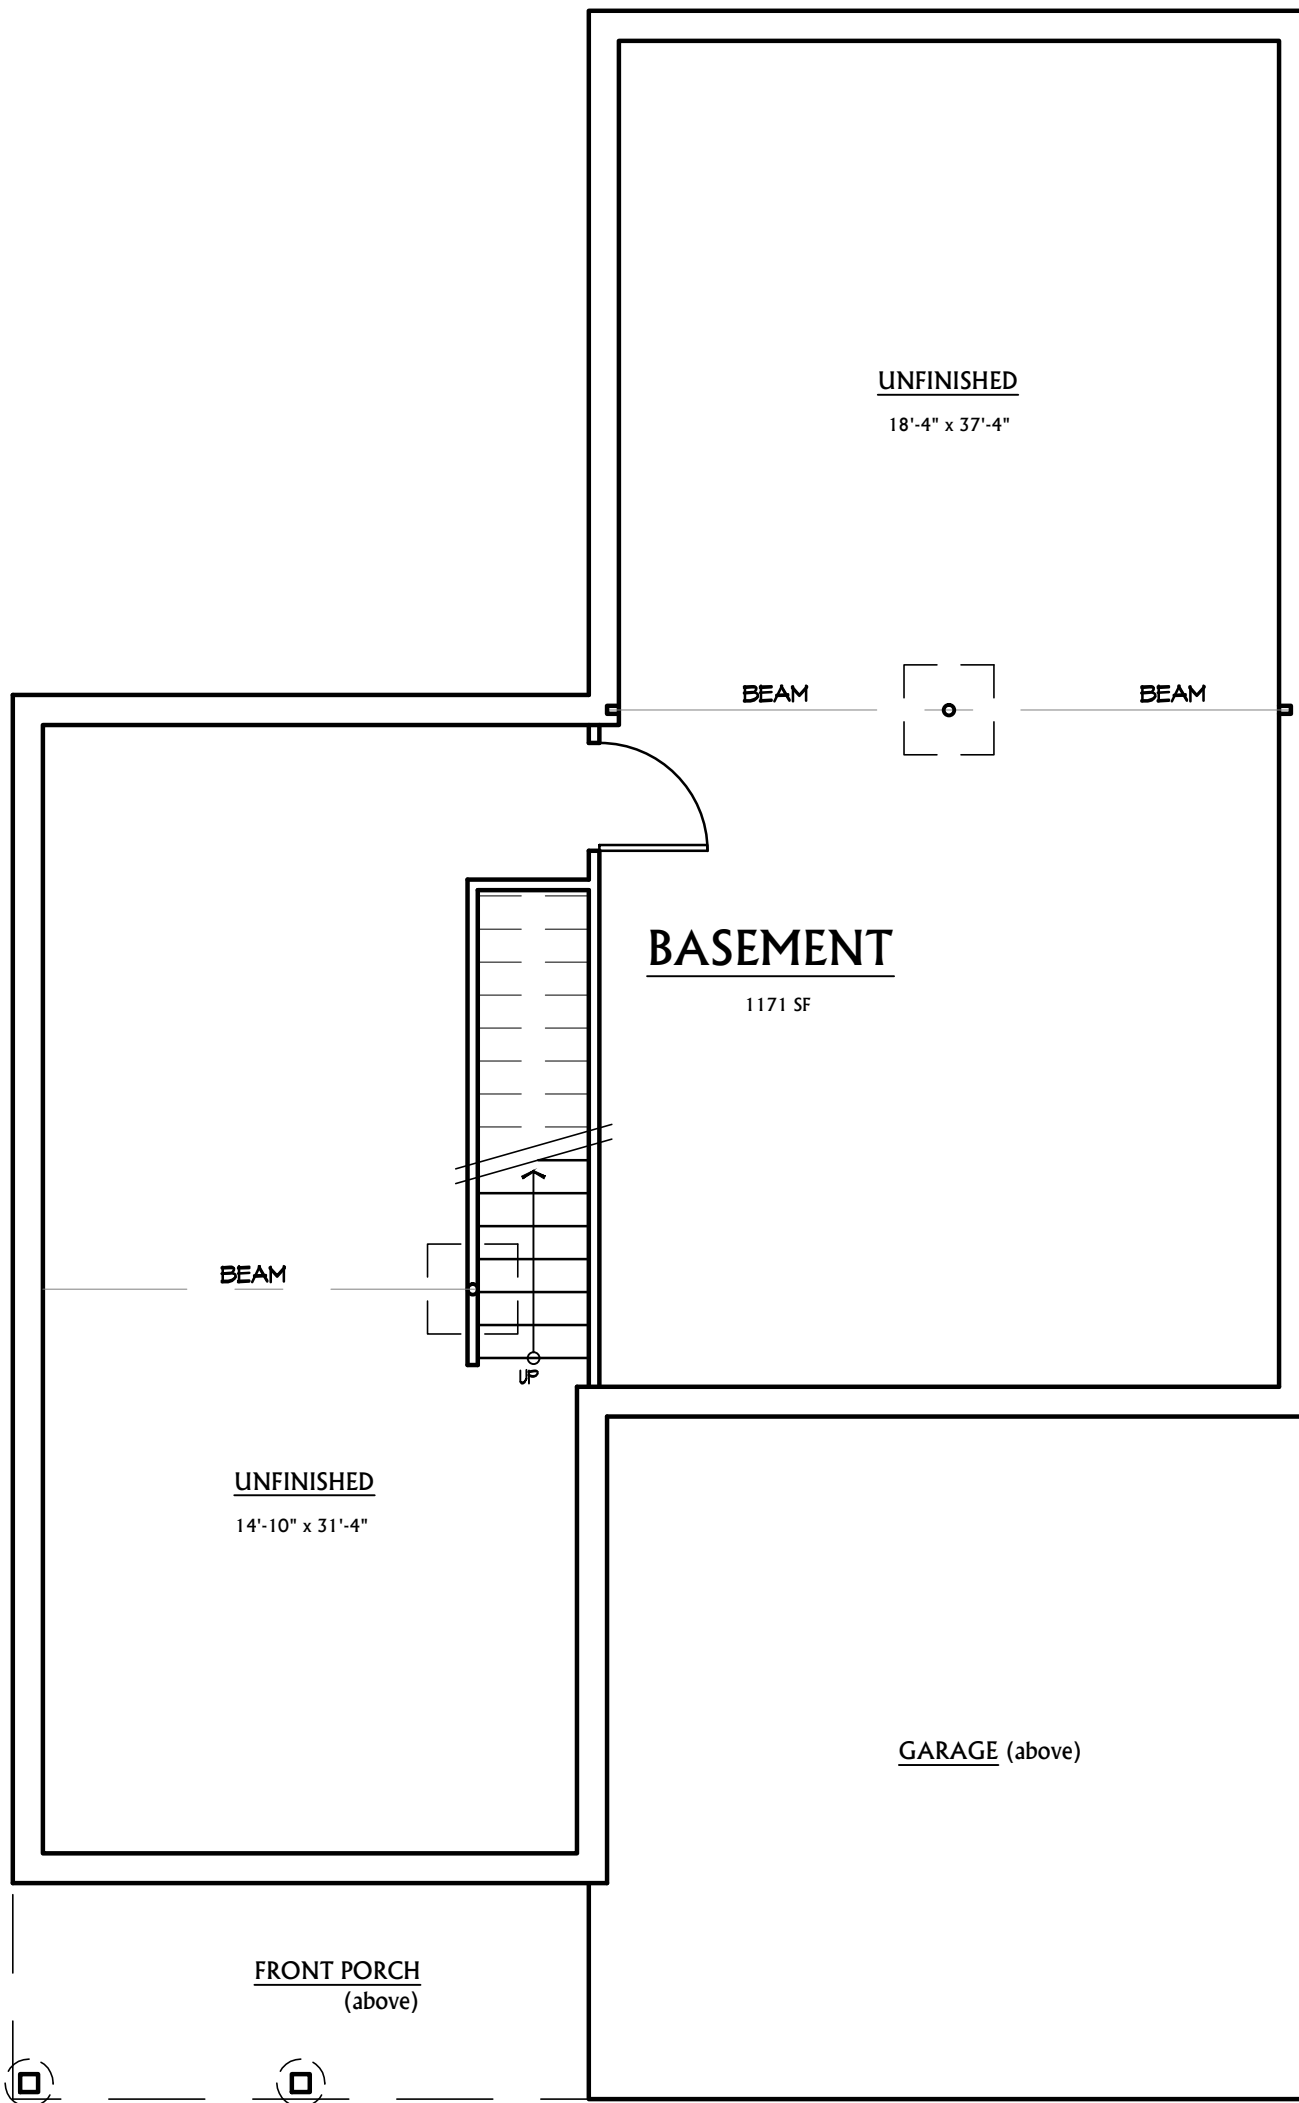 UNFINISHED
18'-4" x 37'-4"
BEAM
BEAM
BASEMENT
1171 SF
BEAM
UP
UNFINISHED
14'-10" x 31'-4"
GARAGE (above)
FRONT PORCH
(above)